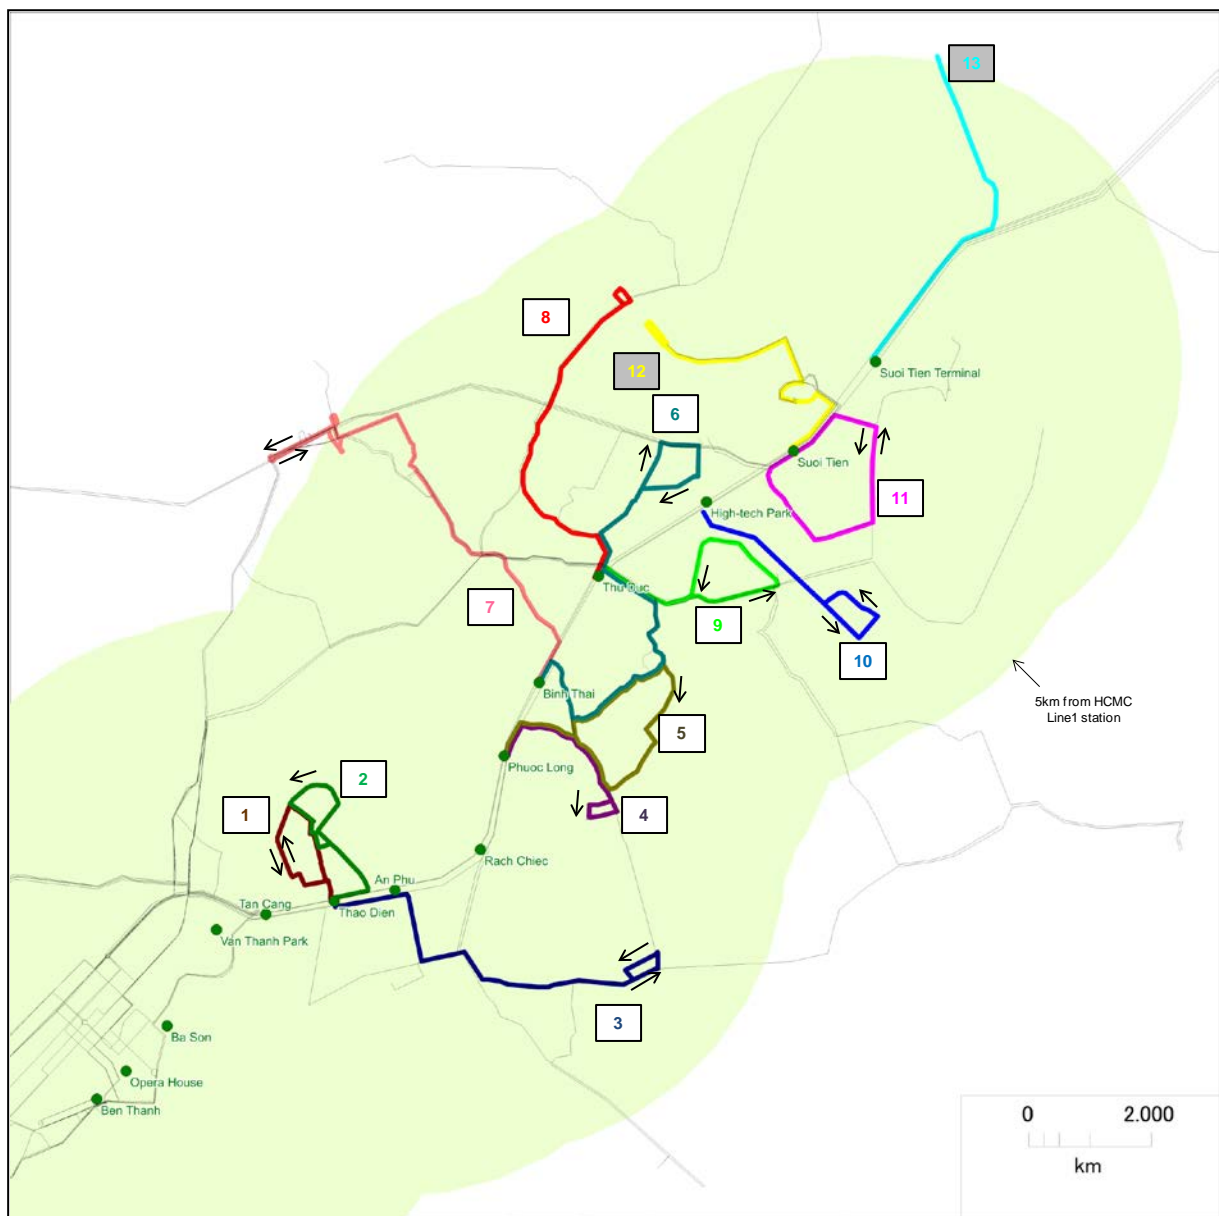 13
8
12
6
Suoi Tien Terminal
Suoi Tien
11
High-tech Park
Thu Duc
7
9
10
Binh Thai
5km from HCMC
Line1 station
5
Phuoc Long
2
1
4
Rach Chiec
An Phu
Tan Cang
Thao Dien
Van Thanh Park
3
Ba Son
Opera House
Ben Thanh
0 2.000
km